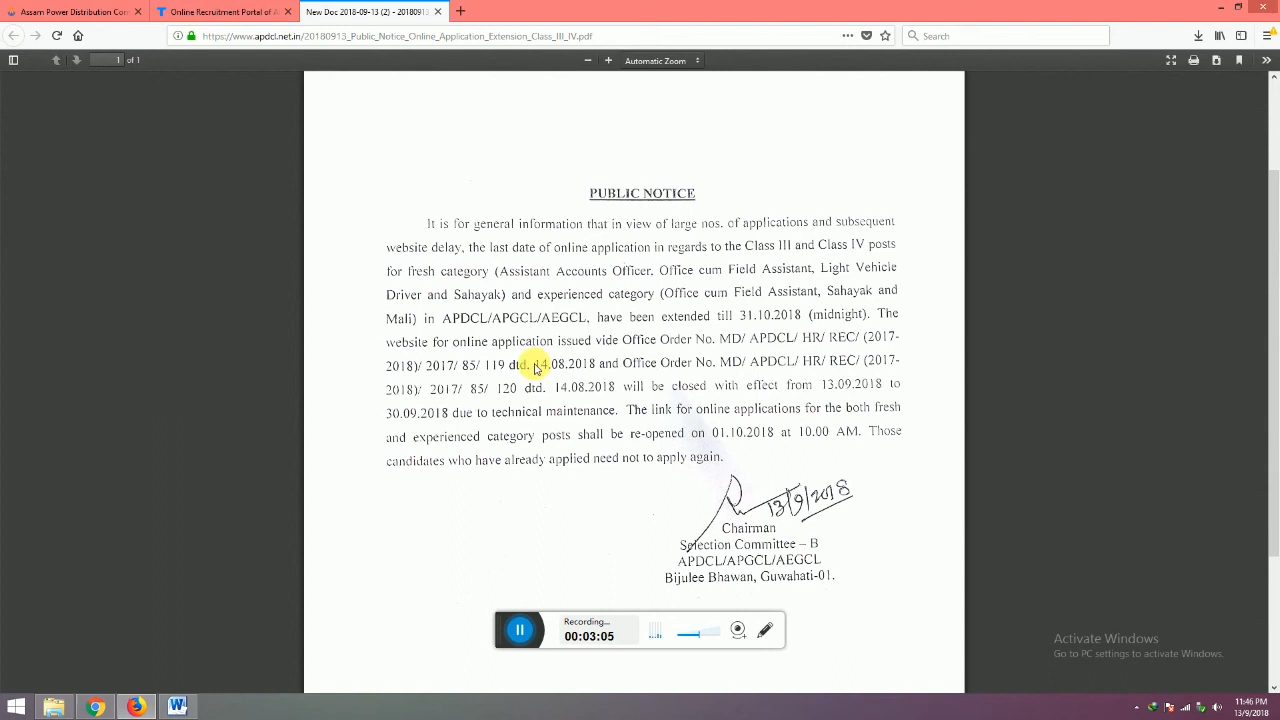 Assam Power Distribution Com
Online Recruitment Portal of A
New Doc 2018-09-13 (2) - 20180913
https://www.apdcl.net.in/20180913_Public_Notice_Online_Application_Extension_Class_III_IV.pdf
Search
1 of 1
Automatic Zoom
PUBLIC NOTICE
It is for general information that in view of large nos. of applications and subsequent
website delay, the last date of online application in regards to the Class III and Class IV posts
for fresh category (Assistant Accounts Officer. Office cum Field Assistant, Light Vehicle
Driver and Sahayak) and experienced category (Office cum Field Assistant, Sahayak and
Mali) in APDCL/APGCL/AEGCL, have been extended till 31.10.2018 (midnight). The
website for online application issued vide Office Order No. MD/ APDCL/ HR/ REC/ (2017-
2018)/ 2017/ 85/ 119 dtd. 14.08.2018 and Office Order No. MD/ APDCL/ HR/ REC/ (2017-
2018)/ 2017/ 85/ 120 dtd. 14.08.2018 will be closed with effect from 13.09.2018 to
30.09.2018 due to technical maintenance. The link for online applications for the both fresh
and experienced category posts shall be re-opened on 01.10.2018 at 10.00 AM. Those
candidates who have already applied need not to apply again.
13/9/2018
Chairman
Selection Committee – B
APDCL/APGCL/AEGCL
Bijulee Bhawan, Guwahati-01.
Recording...
00:03:05
Activate Windows
Go to PC settings to activate Windows.
11:46 PM
13/9/2018